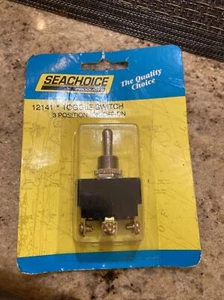 SEACHOICE
The Quality
Choice
12141 * TOGGLE SWITCH
3 POSITION